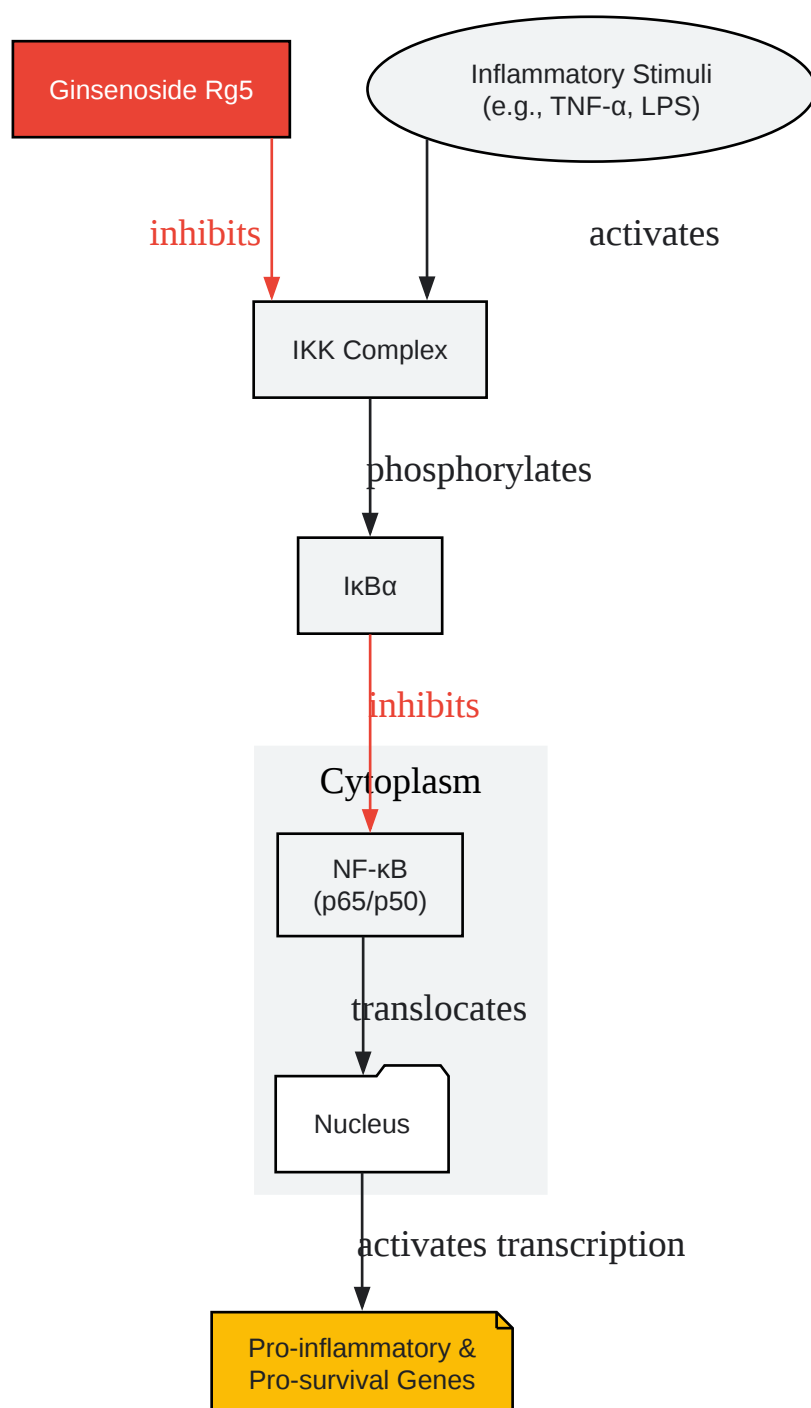 Ginsenoside Rg5
Inflammatory Stimuli
(e.g., TNF-α, LPS)
inhibits
activates
IKK Complex
phosphorylates
IκBα
inhibits
Cytoplasm
NF-κB
(p65/p50)
translocates
Nucleus
activates transcription
Pro-inflammatory &
Pro-survival Genes